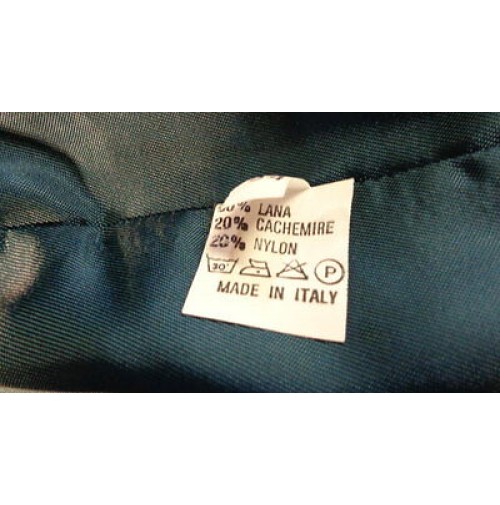 LANA
20% CACHEMIRE
20% NYLON
30°
P
MADE IN ITALY